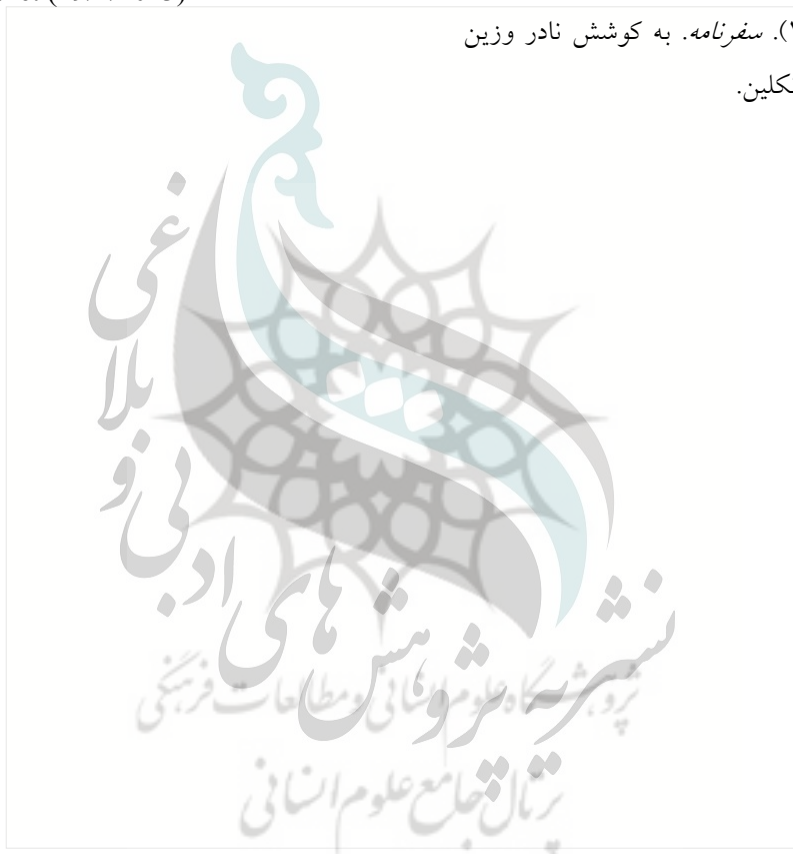 ). سفرنامه. به کوشش نادر وزین
نشریه پژوهش‌های ادبی و بلاغی
پژوهشگاه علوم انسانی و مطالعات فرهنگی
پرتال جامع علوم انسانی